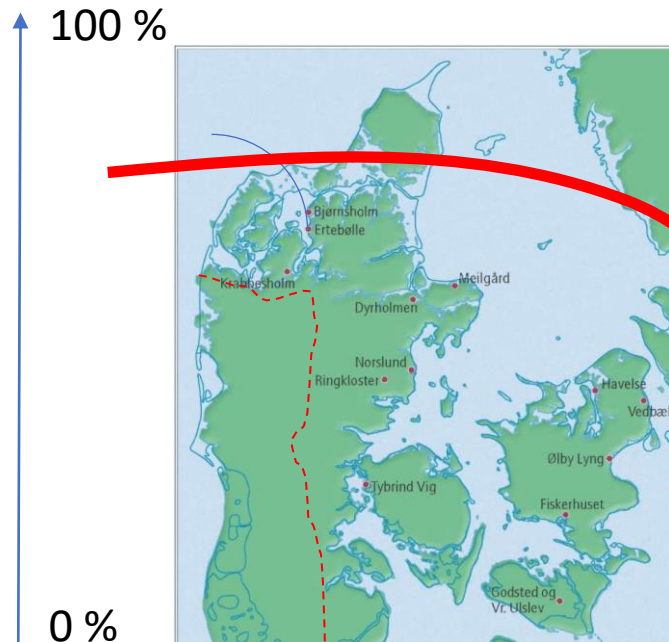 100 %
Bjørnsholm
Ertebølle
Krabbesholm
Meilgård
Dyrholmen
Norslund
Ringkloster
Havelse
Vedbæ
Ølby Lyng
Tybrind Vig
Fiskerhuset
Godsted og
Vr. Ulslev
0 %